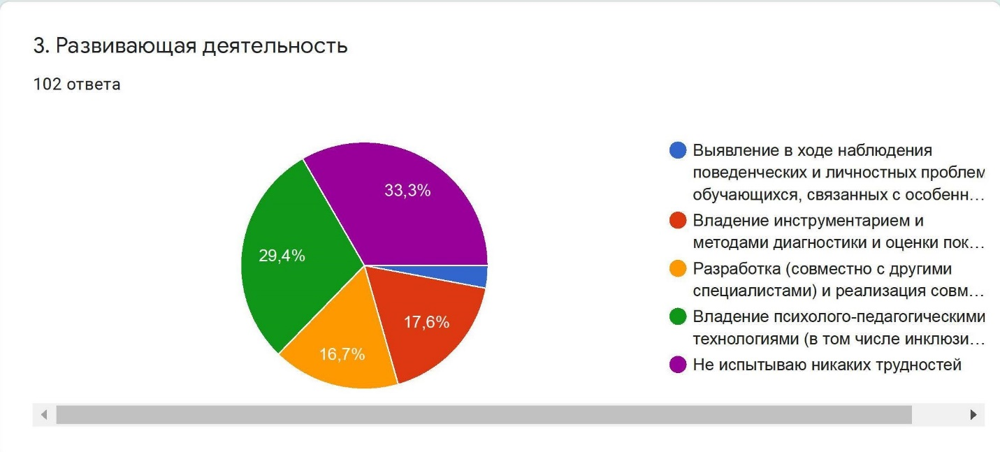 3. Развивающая деятельность
102 ответа
33,3%
29,4%
17,6%
16,7%
Выявление в ходе наблюдения
поведенческих и личностных проблем
обучающихся, связанных с особенн…
Владение инструментарием и
методами диагностики и оценки пок…
Разработка (совместно с другими
специалистами) и реализация совм…
Владение психолого-педагогическими
технологиями (в том числе инклюзи…
Не испытываю никаких трудностей